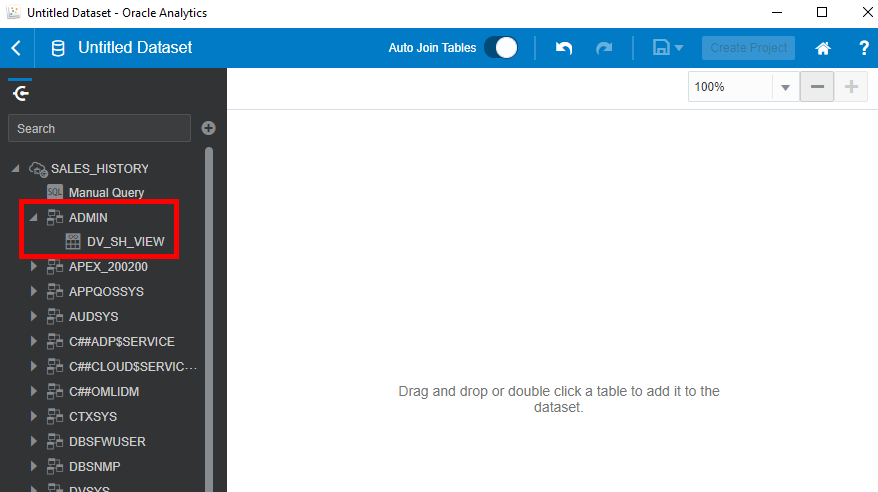 Untitled Dataset - Oracle Analytics
Untitled Dataset
Auto Join Tables
Create Project
?
100%
Search
SALES_HISTORY
SQL Manual Query
ADMIN
DV_SH_VIEW
APEX_200200
APPQOSSYS
AUDSYS
C##ADP$SERVICE
C##CLOUD$SERVIC...
C##OMLIDM
CTXSYS
DBSFWUSER
DBSNMP
DVSYS
Drag and drop or double click a table to add it to the
dataset.